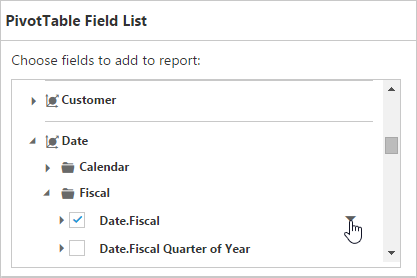 PivotTable Field List
Choose fields to add to report:
Customer
Date
Calendar
Fiscal
Date.Fiscal
Date.Fiscal Quarter of Year